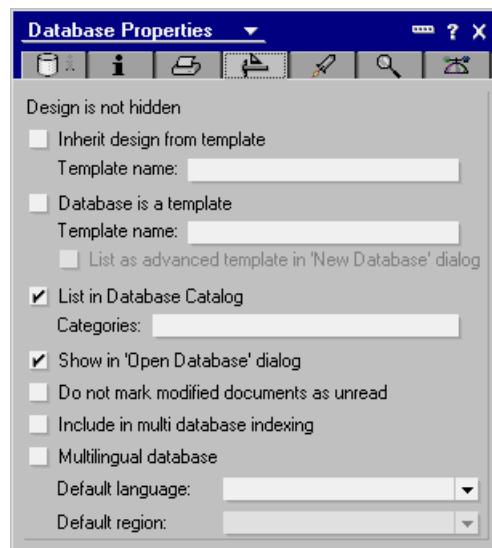 Database Properties
? X
i
Design is not hidden
Inherit design from template
Template name:
Database is a template
Template name:
List as advanced template in 'New Database' dialog
List in Database Catalog
Categories:
Show in 'Open Database' dialog
Do not mark modified documents as unread
Include in multi database indexing
Multilingual database
Default language:
Default region: